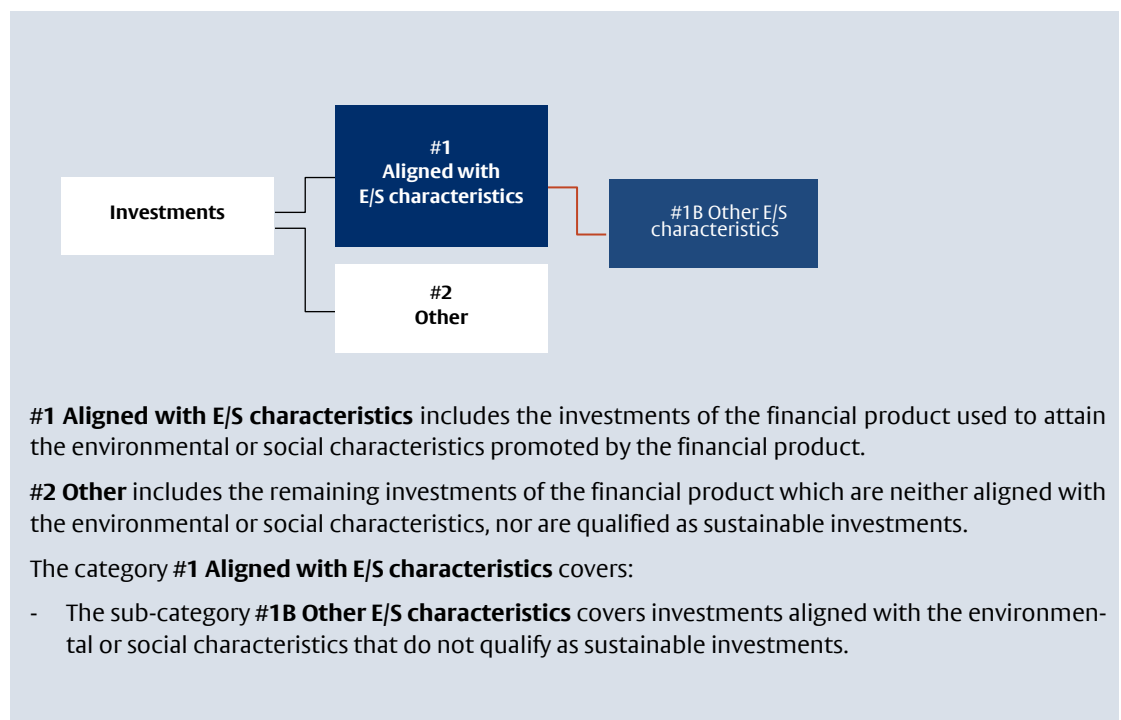 #1
Aligned with
E/S characteristics
Investments
#1B Other E/S
characteristics
#2
Other
#1 Aligned with E/S characteristics includes the investments of the financial product used to attain
the environmental or social characteristics promoted by the financial product.
#2 Other includes the remaining investments of the financial product which are neither aligned with
the environmental or social characteristics, nor are qualified as sustainable investments.
The category #1 Aligned with E/S characteristics covers:
- The sub-category #1B Other E/S characteristics covers investments aligned with the environmen-
tal or social characteristics that do not qualify as sustainable investments.